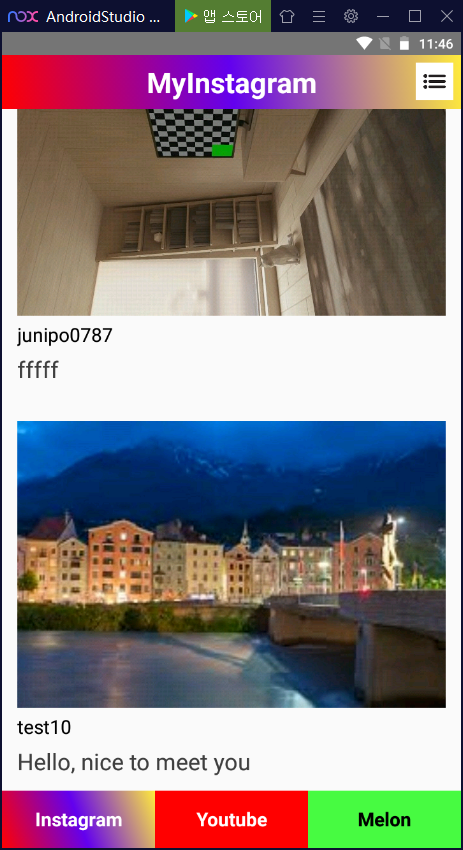 nox AndroidStudio ... 앱 스토어
11:46
MyInstagram
junipo0787
fffff
test10
Hello, nice to meet you
Instagram Youtube Melon